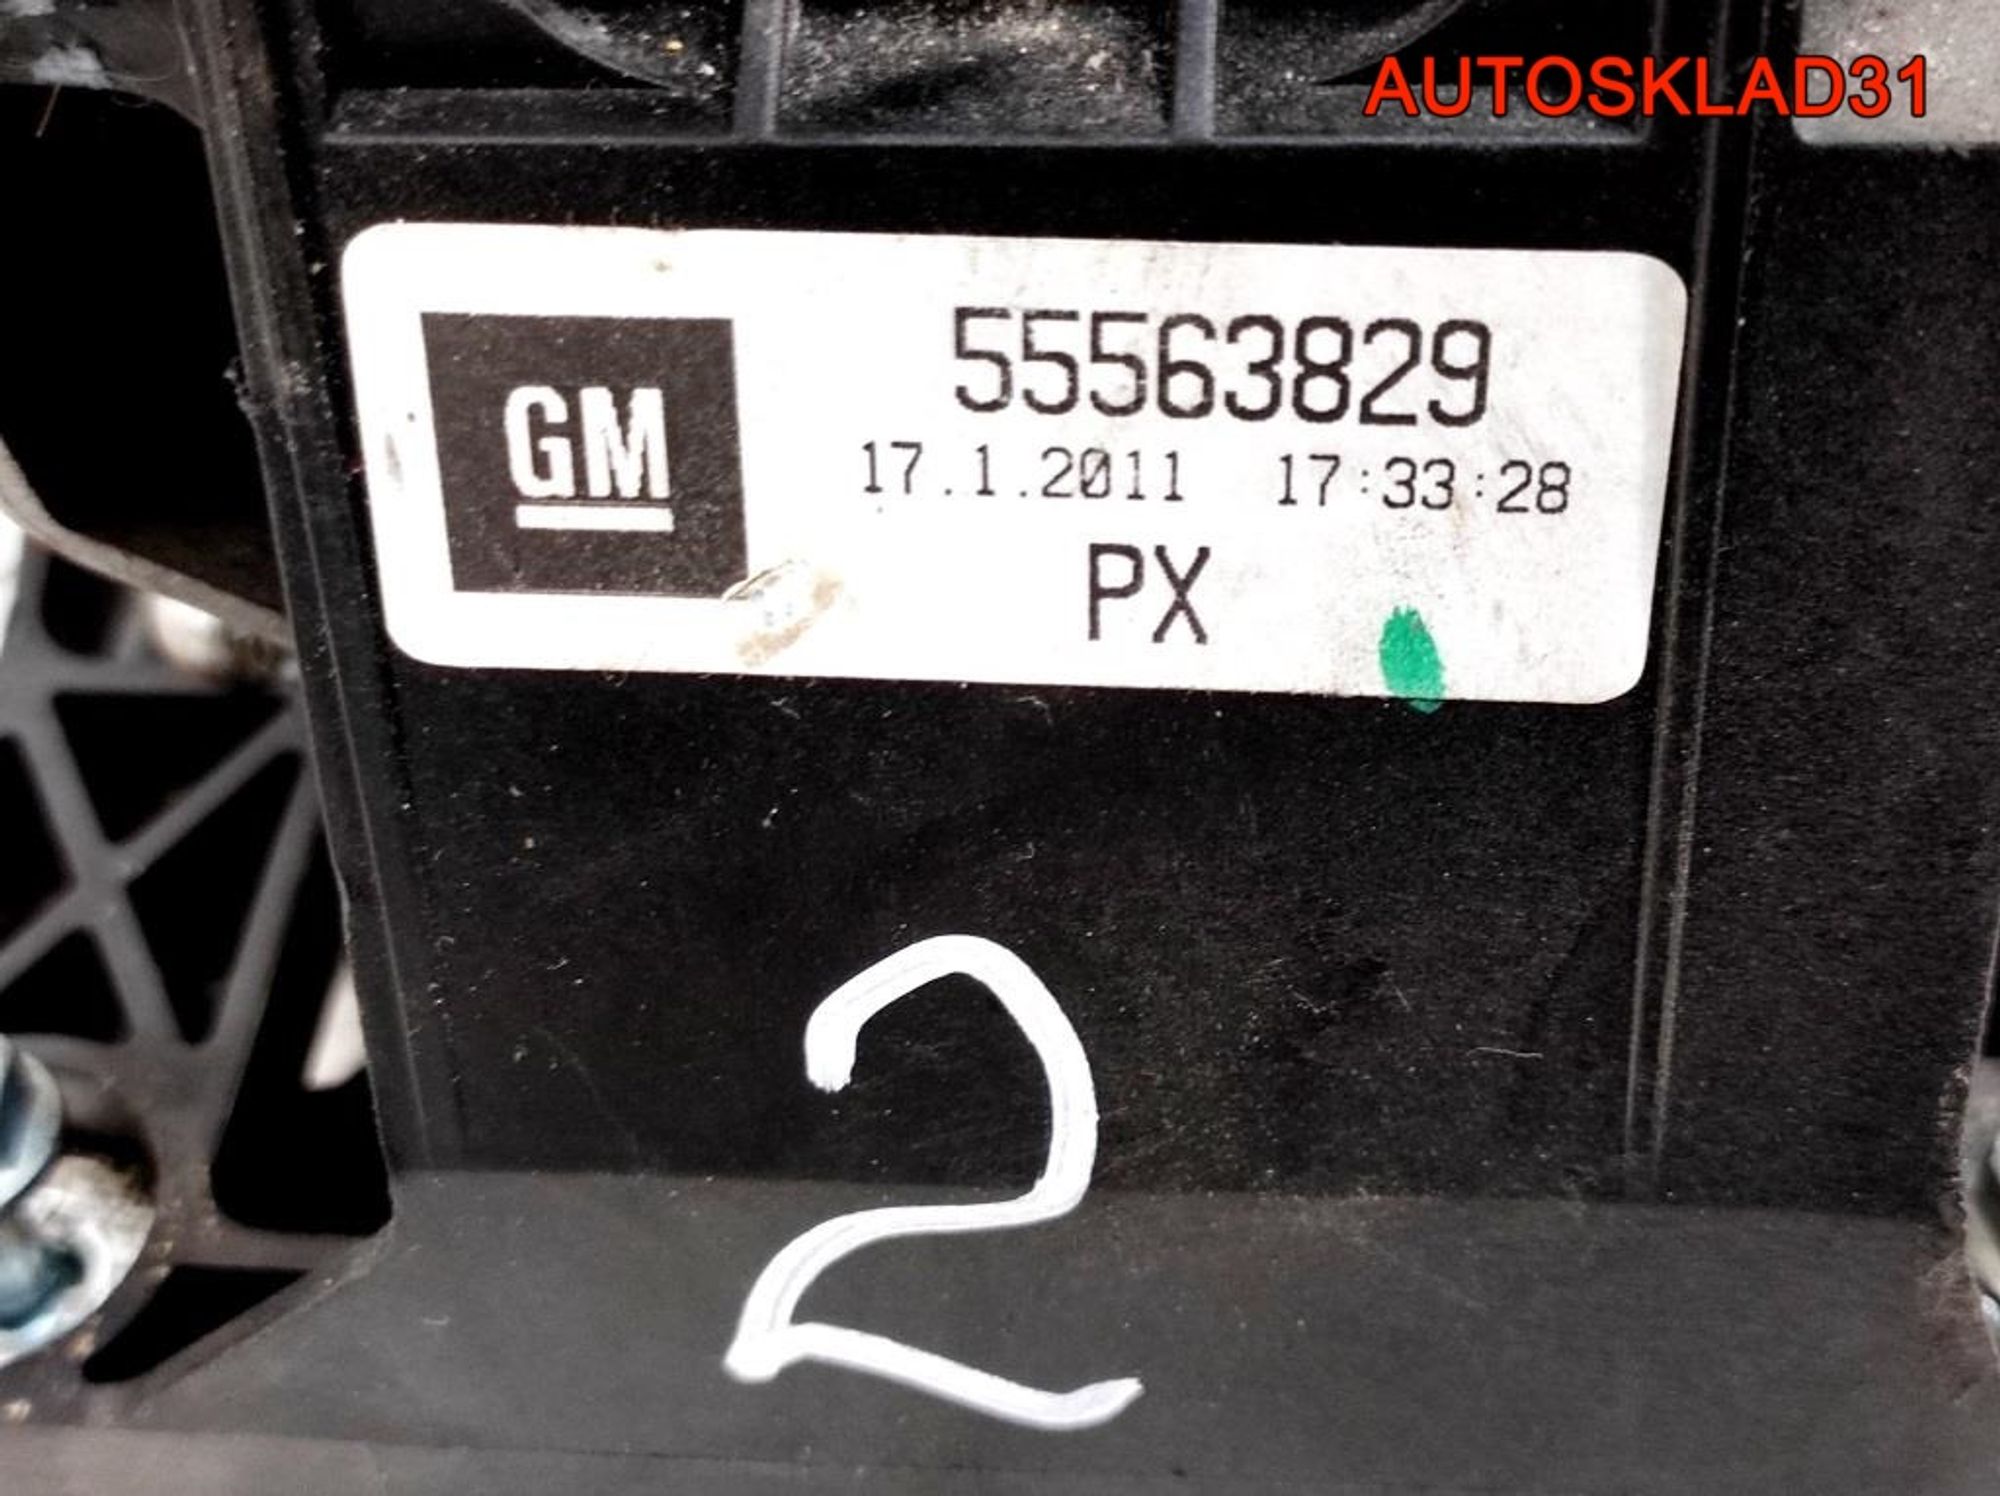 AUTOSKLAD31
55563829
GM
17.1.2011 17:33:28
PX
2